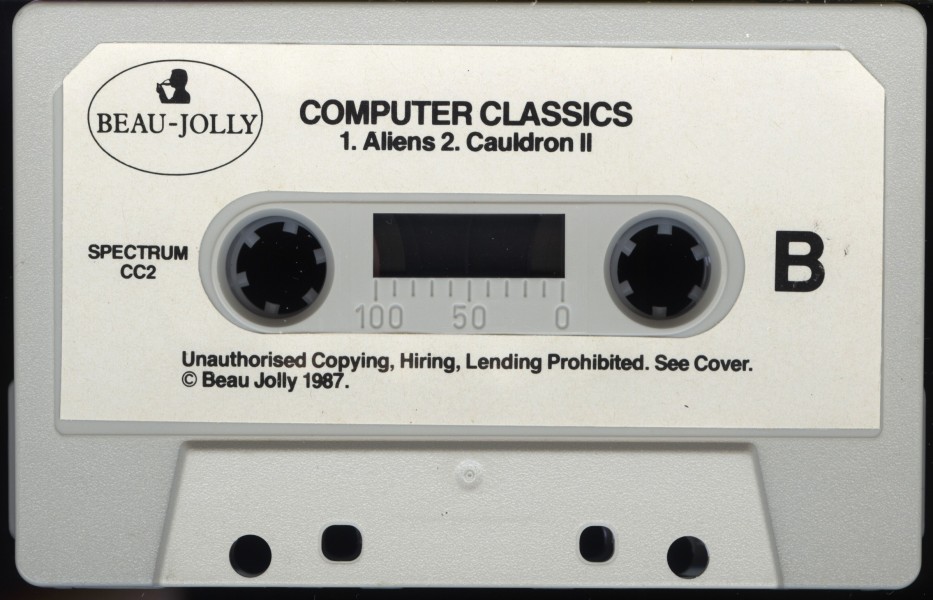 BEAU-JOLLY
COMPUTER CLASSICS
1. Aliens 2. Cauldron II
SPECTRUM
CC2
B
100 50 0
Unauthorised Copying, Hiring, Lending Prohibited. See Cover.
© Beau Jolly 1987.